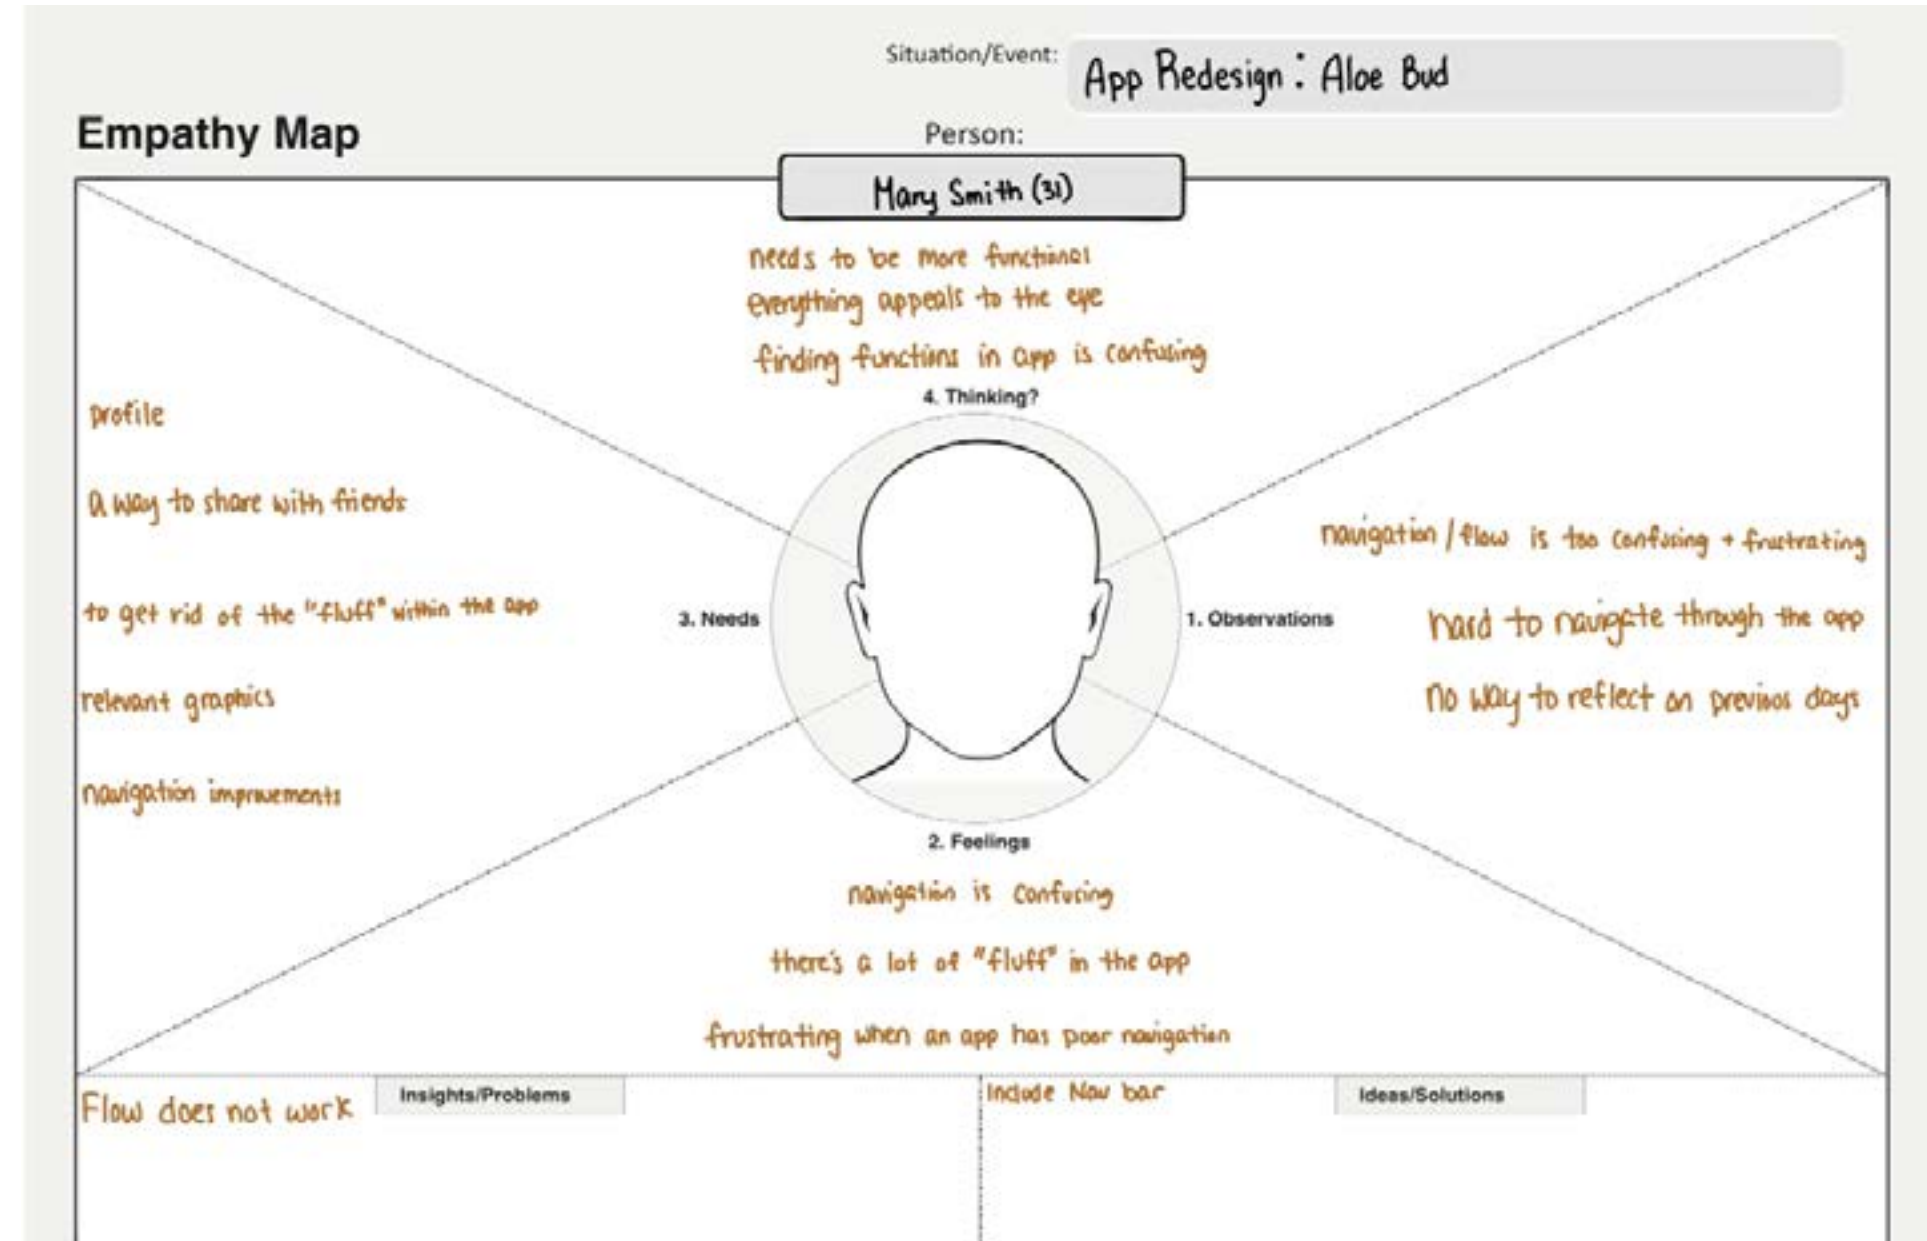 Situation/Event:
App Redesign: Aloe Bud
Empathy Map
Person:
Mary Smith (31)
needs to be more functional
everything appeals to the eye
finding functions in app is confusing
4. Thinking?
profile
a way to share with friends
to get rid of the "fluff" within the app
relevant graphics
navigation improvements
3. Needs
1. Observations
navigation/flow is too confusing + frustrating
hard to navigate through the app
no way to reflect on previous days
2. Feelings
navigation is confusing
there's a lot of "fluff" in the app
frustrating when an app has poor navigation
Flow does not work
Insights/Problems
Include Nav bar
Ideas/Solutions